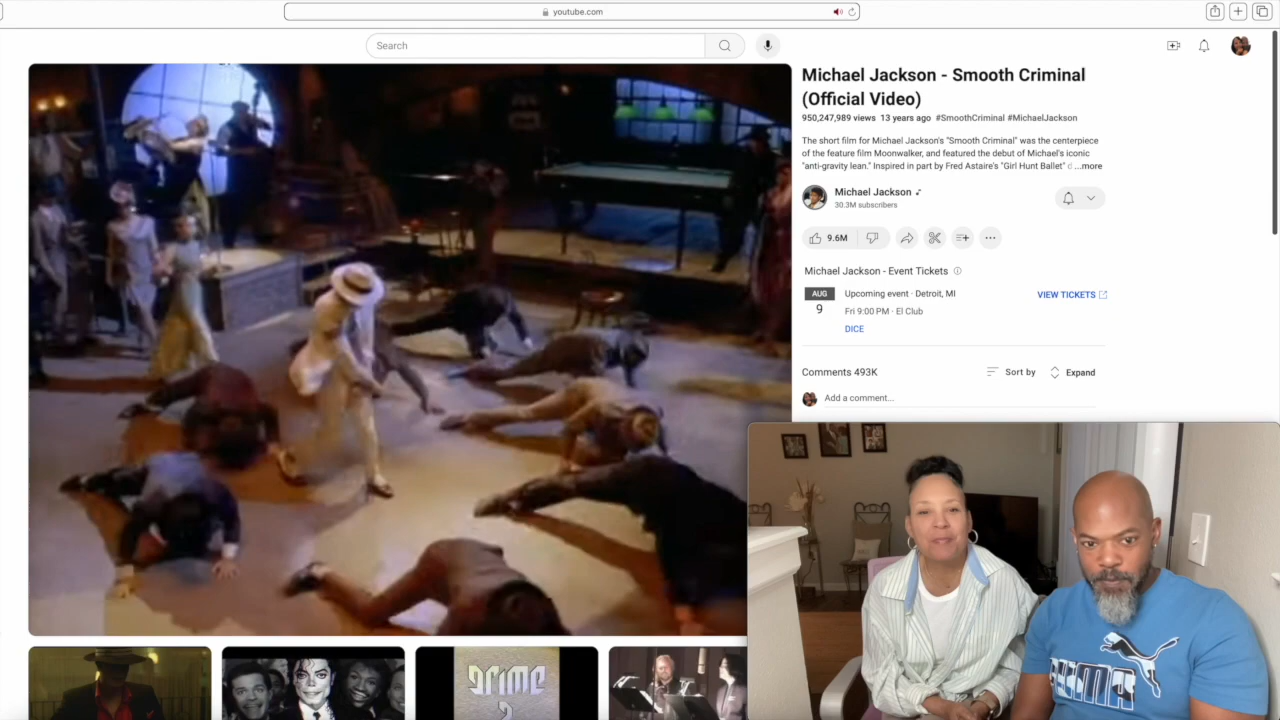 youtube.com
Search
Michael Jackson - Smooth Criminal
(Official Video)
950,247,989 views 13 years ago #SmoothCriminal #MichaelJackson
The short film for Michael Jackson's "Smooth Criminal" was the centerpiece
of the feature film Moonwalker, and featured the debut of Michael's iconic
"anti-gravity lean." Inspired in part by Fred Astaire's "Girl Hunt Ballet" ...more
Michael Jackson
30.3M subscribers
9.6M
Michael Jackson - Event Tickets
AUG
9
Upcoming event · Detroit, MI
Fri 9:00 PM · El Club
DICE
VIEW TICKETS
Comments 493K
Sort by
Expand
Add a comment...
grime
2
PUMA